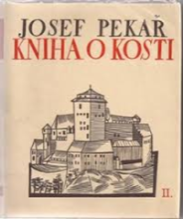 JOSEF PEKAŘ
KNIHA O KOSTI
II.